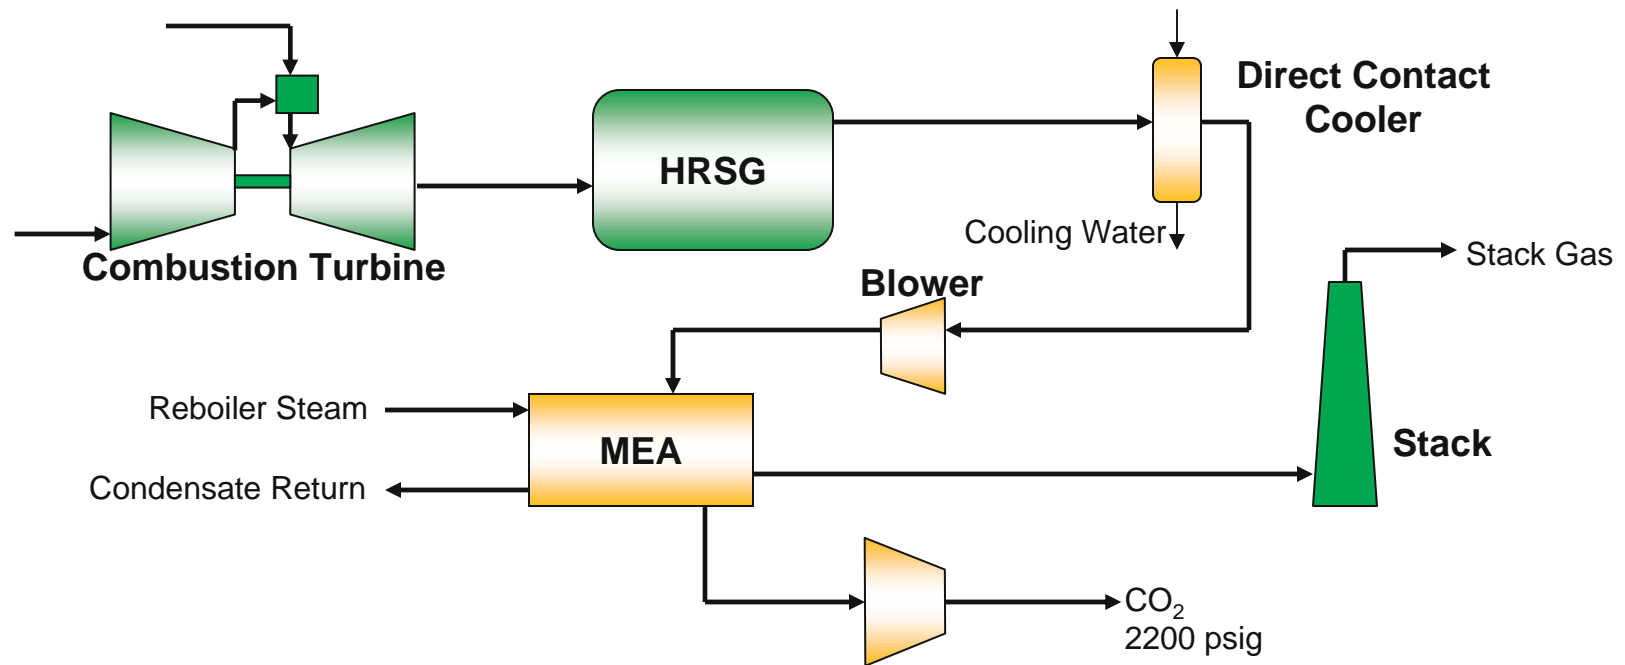 Direct Contact
Cooler
HRSG
Cooling Water
Combustion Turbine
Stack Gas
Blower
Reboiler Steam
MEA
Stack
Condensate Return
CO₂
2200 psig